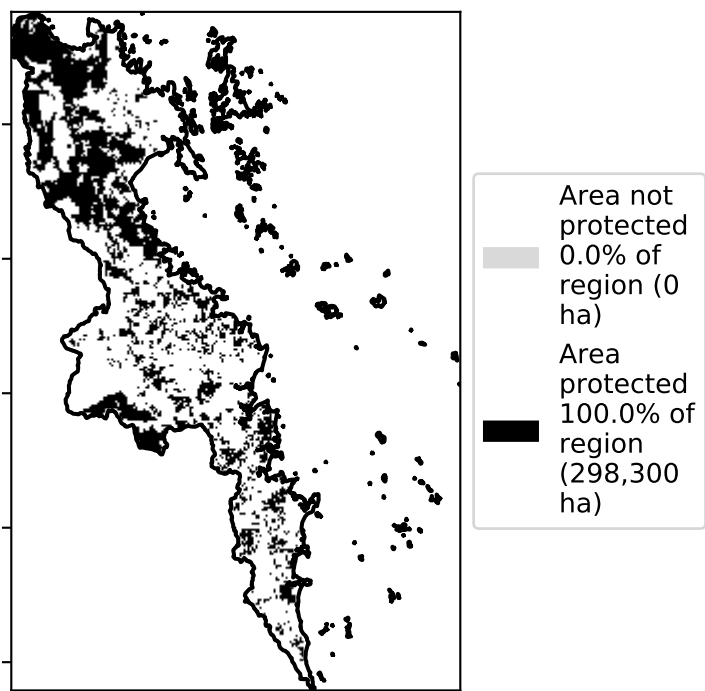 Area not
protected
0.0% of
region (0
ha)
Area
protected
100.0% of
region
(298,300
ha)